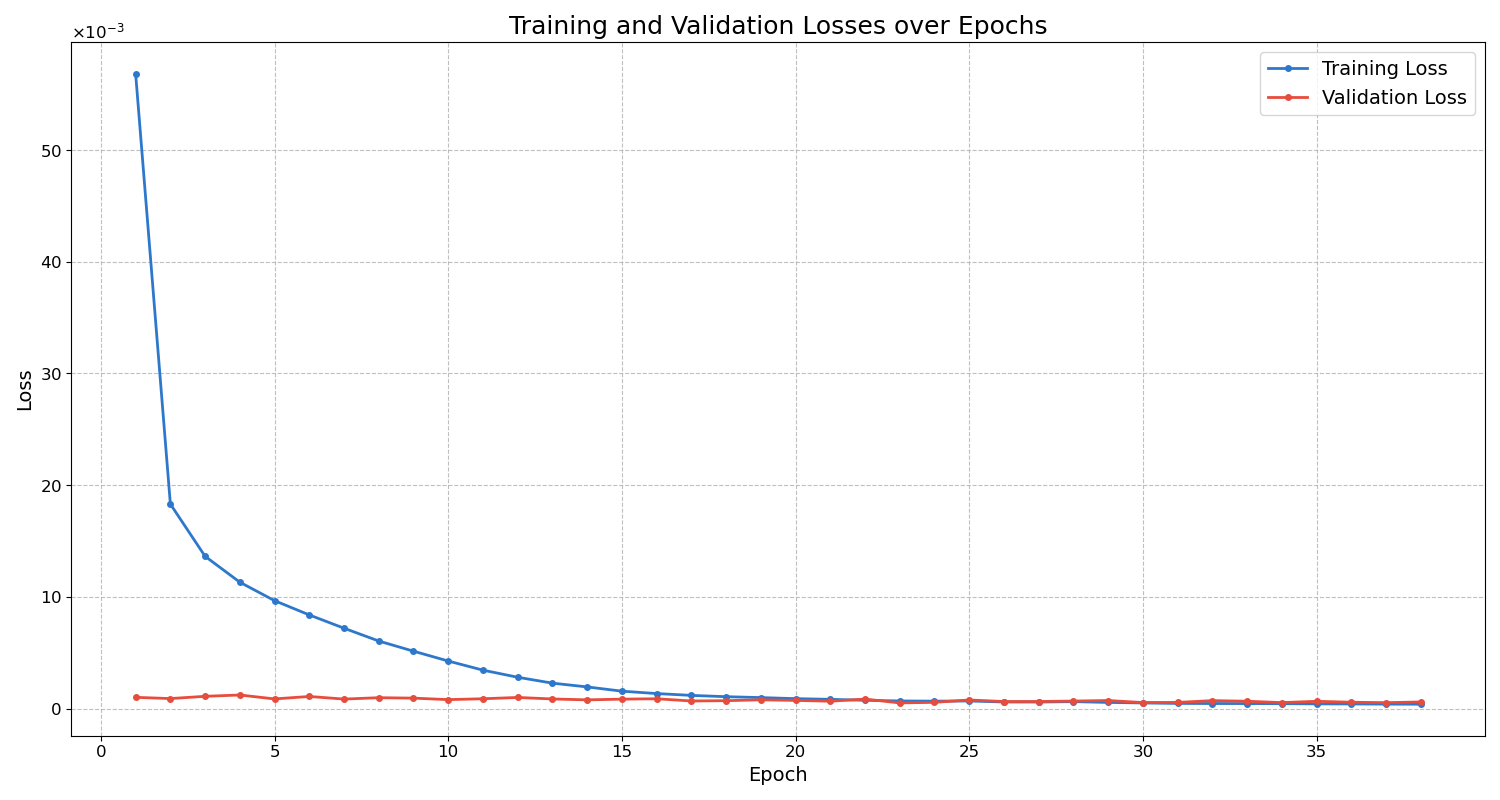 Training and Validation Losses over Epochs
×10⁻³
Training Loss
Validation Loss
50
40
30
20
10
0
Loss
0 5 10 15 20 25 30 35
Epoch